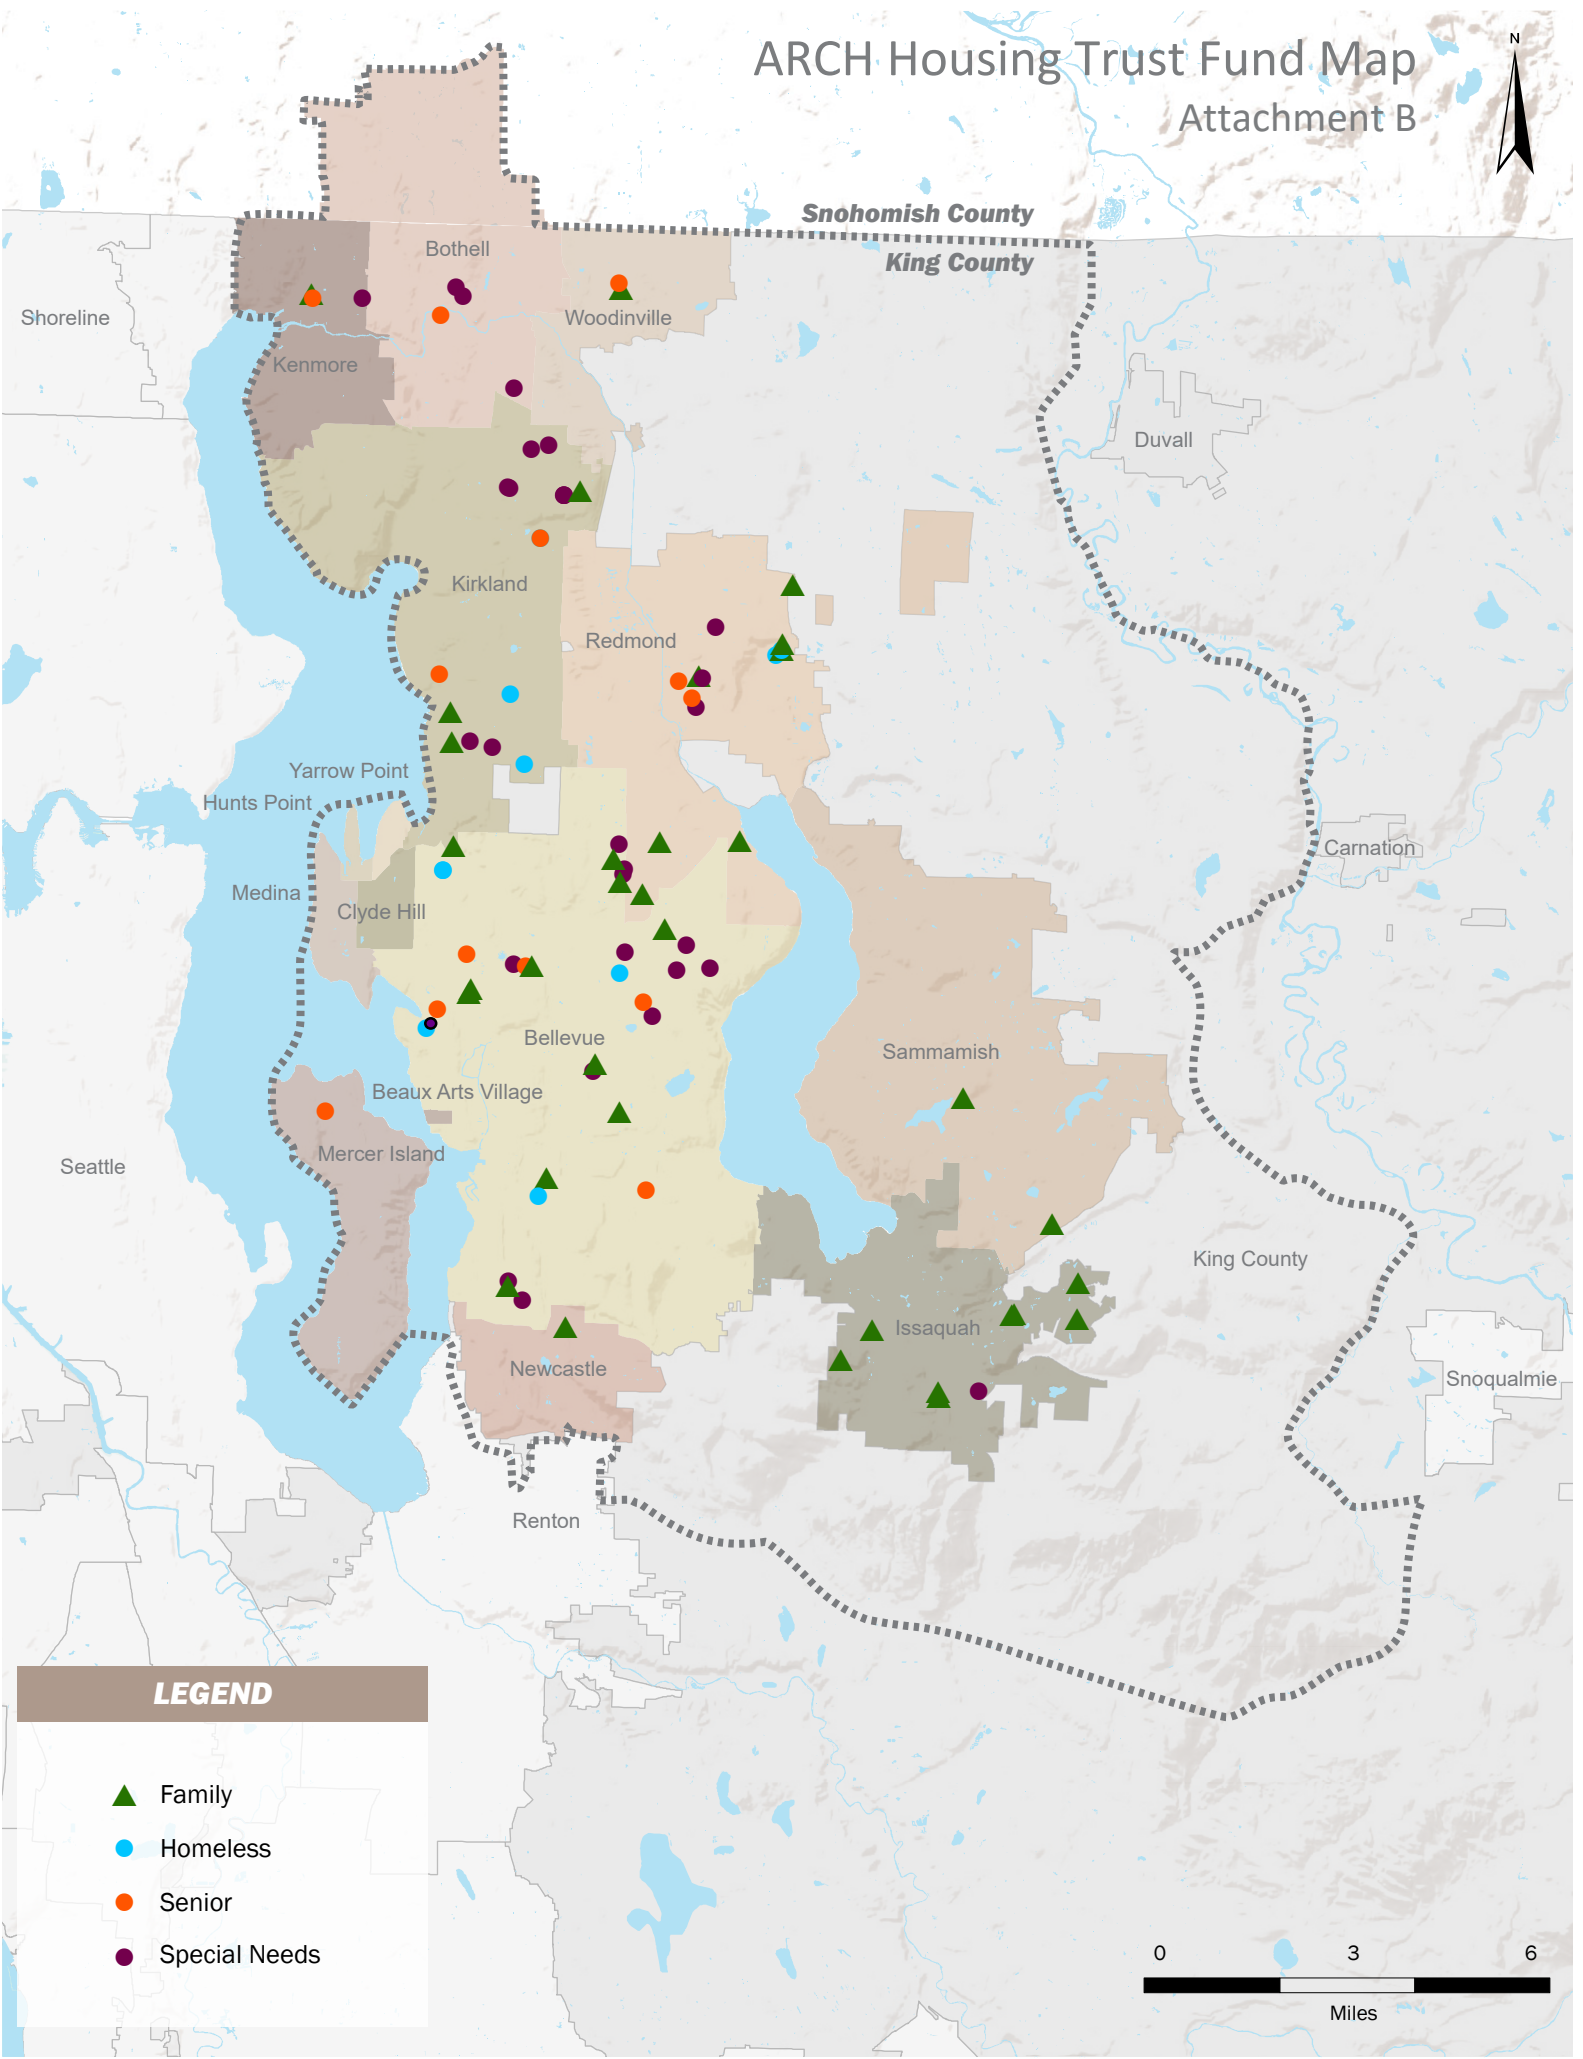 ARCH Housing Trust Fund Map
Attachment B
N
Snohomish County
King County
Bothell
Shoreline
Woodinville
Kenmore
Duvall
Kirkland
Redmond
Yarrow Point
Hunts Point
Carnation
Medina
Clyde Hill
Bellevue
Sammamish
Beaux Arts Village
Mercer Island
Seattle
King County
Issaquah
Newcastle
Snoqualmie
Renton
LEGEND
Family
Homeless
Senior
Special Needs
0 3 6
Miles